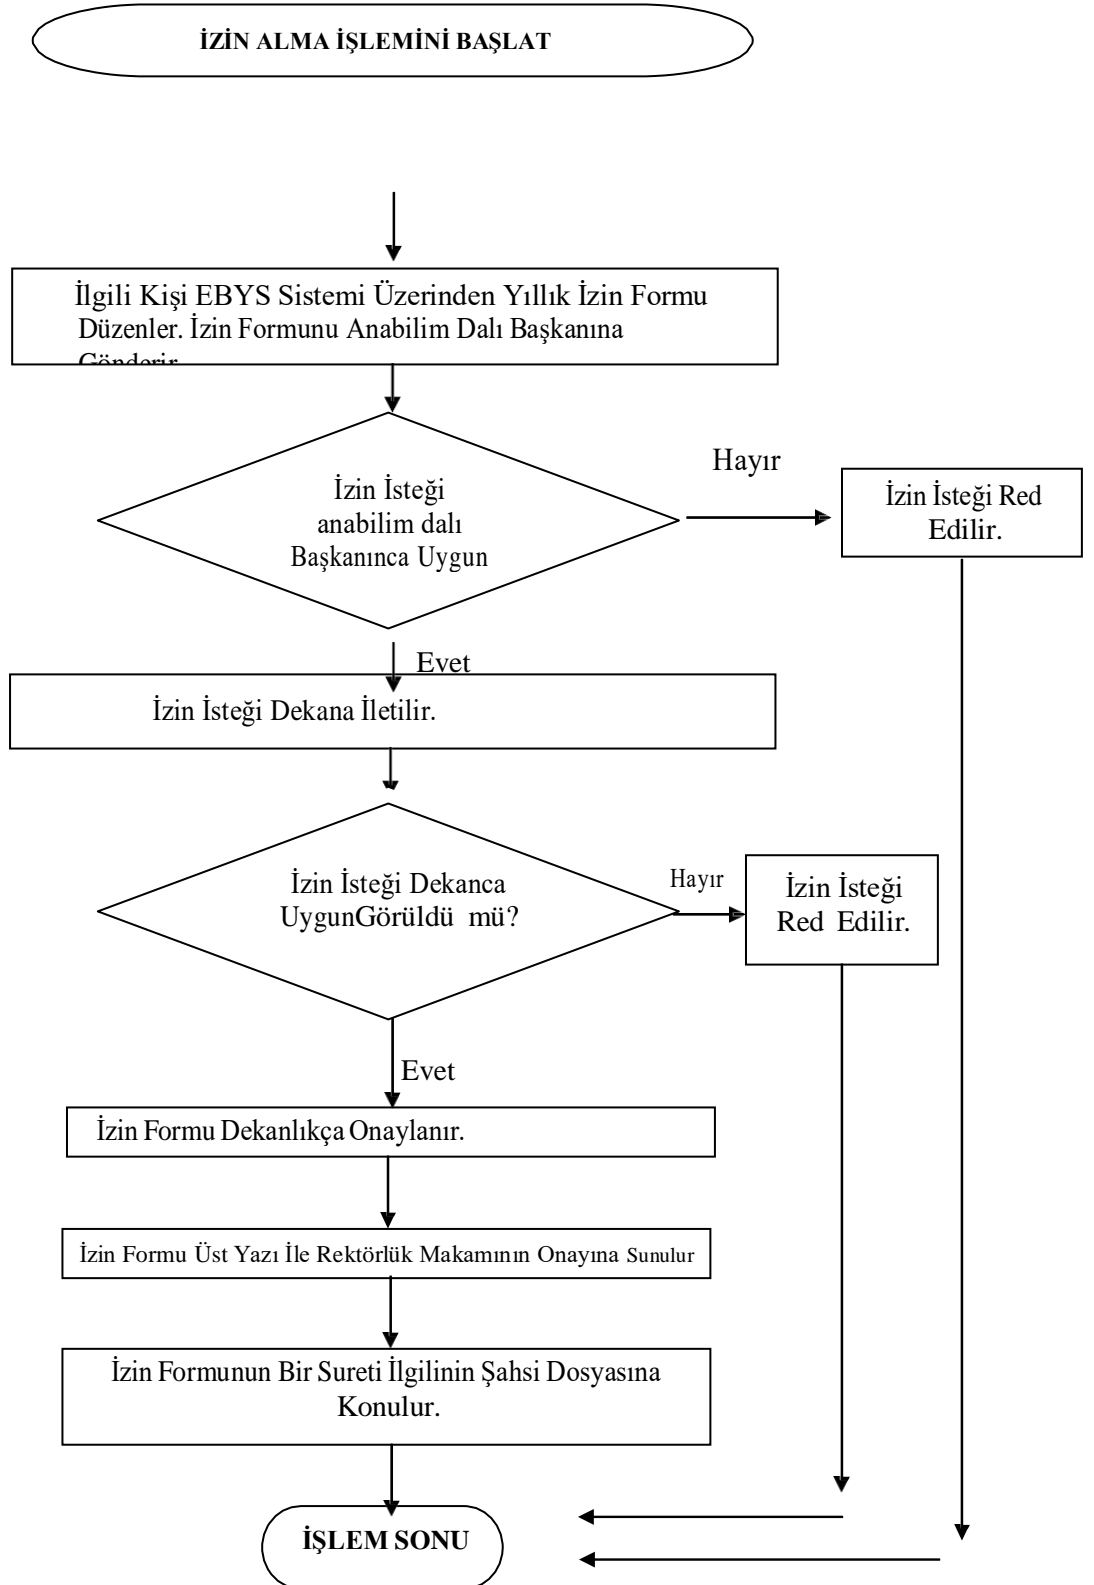 İZİN ALMA İŞLEMİNİ BAŞLAT
İlgili Kişi EBYS Sistemi Üzerinden Yıllık İzin Formu
Düzenler. İzin Formunu Anabilim Dalı Başkanına
Gönderir
Hayır
İzin İsteği
anabilim dalı
Başkanınca Uygun
İzin İsteği Red
Edilir.
Evet
İzin İsteği Dekana İletilir.
İzin İsteği Dekanca
UygunGörüldü mü?
Hayır
İzin İsteği
Red Edilir.
Evet
İzin Formu Dekanlıkça Onaylanır.
İzin Formu Üst Yazı İle Rektörlük Makamının Onayına Sunulur
İzin Formunun Bir Sureti İlgilinin Şahsi Dosyasına
Konulur.
İŞLEM SONU